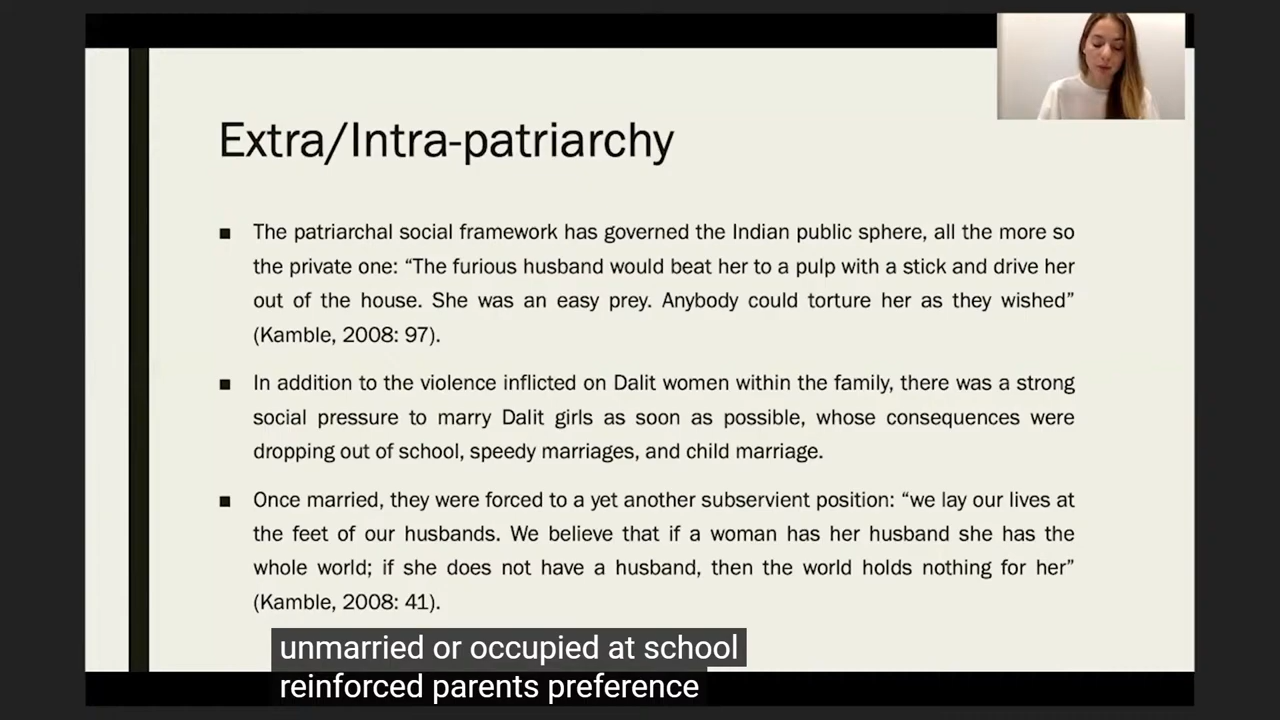 Extra/Intra-patriarchy
■ The patriarchal social framework has governed the Indian public sphere, all the more so
the private one: “The furious husband would beat her to a pulp with a stick and drive her
out of the house. She was an easy prey. Anybody could torture her as they wished”
(Kamble, 2008: 97).
■ In addition to the violence inflicted on Dalit women within the family, there was a strong
social pressure to marry Dalit girls as soon as possible, whose consequences were
dropping out of school, speedy marriages, and child marriage.
■ Once married, they were forced to a yet another subservient position: “we lay our lives at
the feet of our husbands. We believe that if a woman has her husband she has the
whole world; if she does not have a husband, then the world holds nothing for her”
(Kamble, 2008: 41).
unmarried or occupied at school
reinforced parents preference